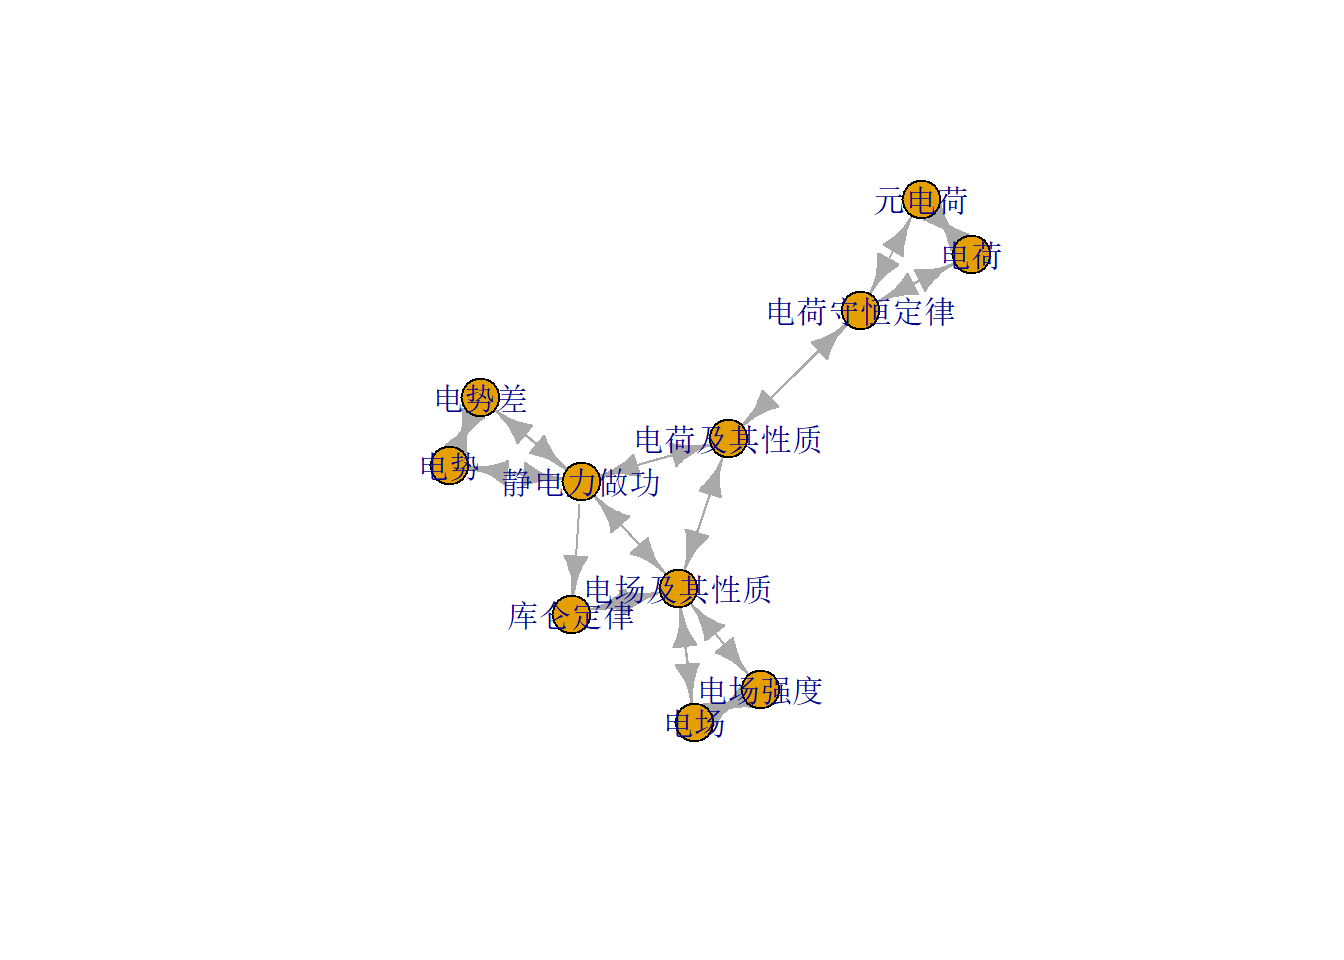 元电荷
电荷
电荷守恒定律
电势差
电荷及其性质
电势
静电力做功
电场及其性质
库仑定律
电场强度
电场